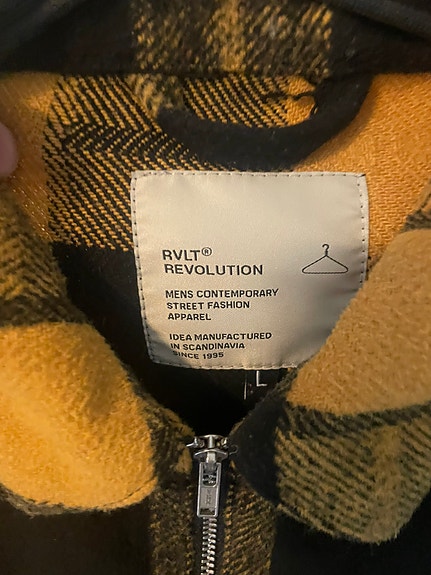 RVLT®
REVOLUTION
MENS CONTEMPORARY
STREET FASHION
APPAREL
IDEA MANUFACTURED
IN SCANDINAVIA
SINCE 1995
L